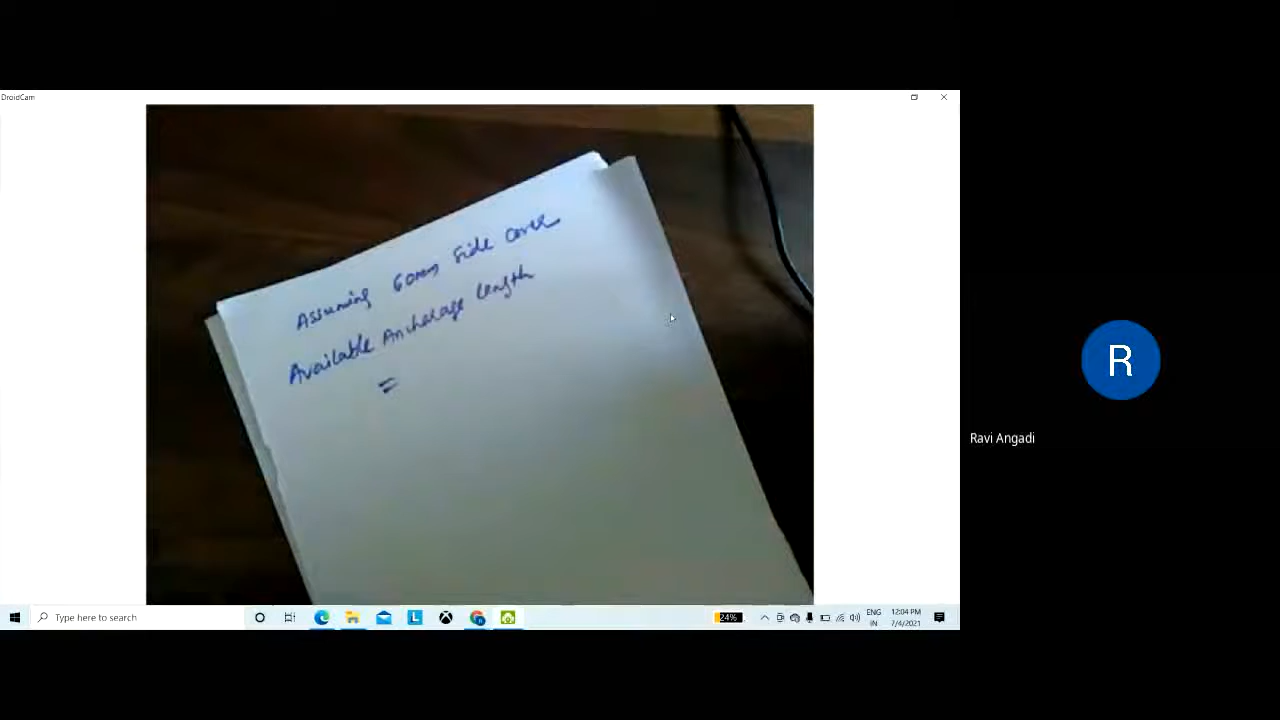 DroidCam
Assuming 60mm side cover
Available Anchorage length
=
R
Ravi Angadi
Type here to search
24%
ENG
IN
12:04 PM
7/4/2021